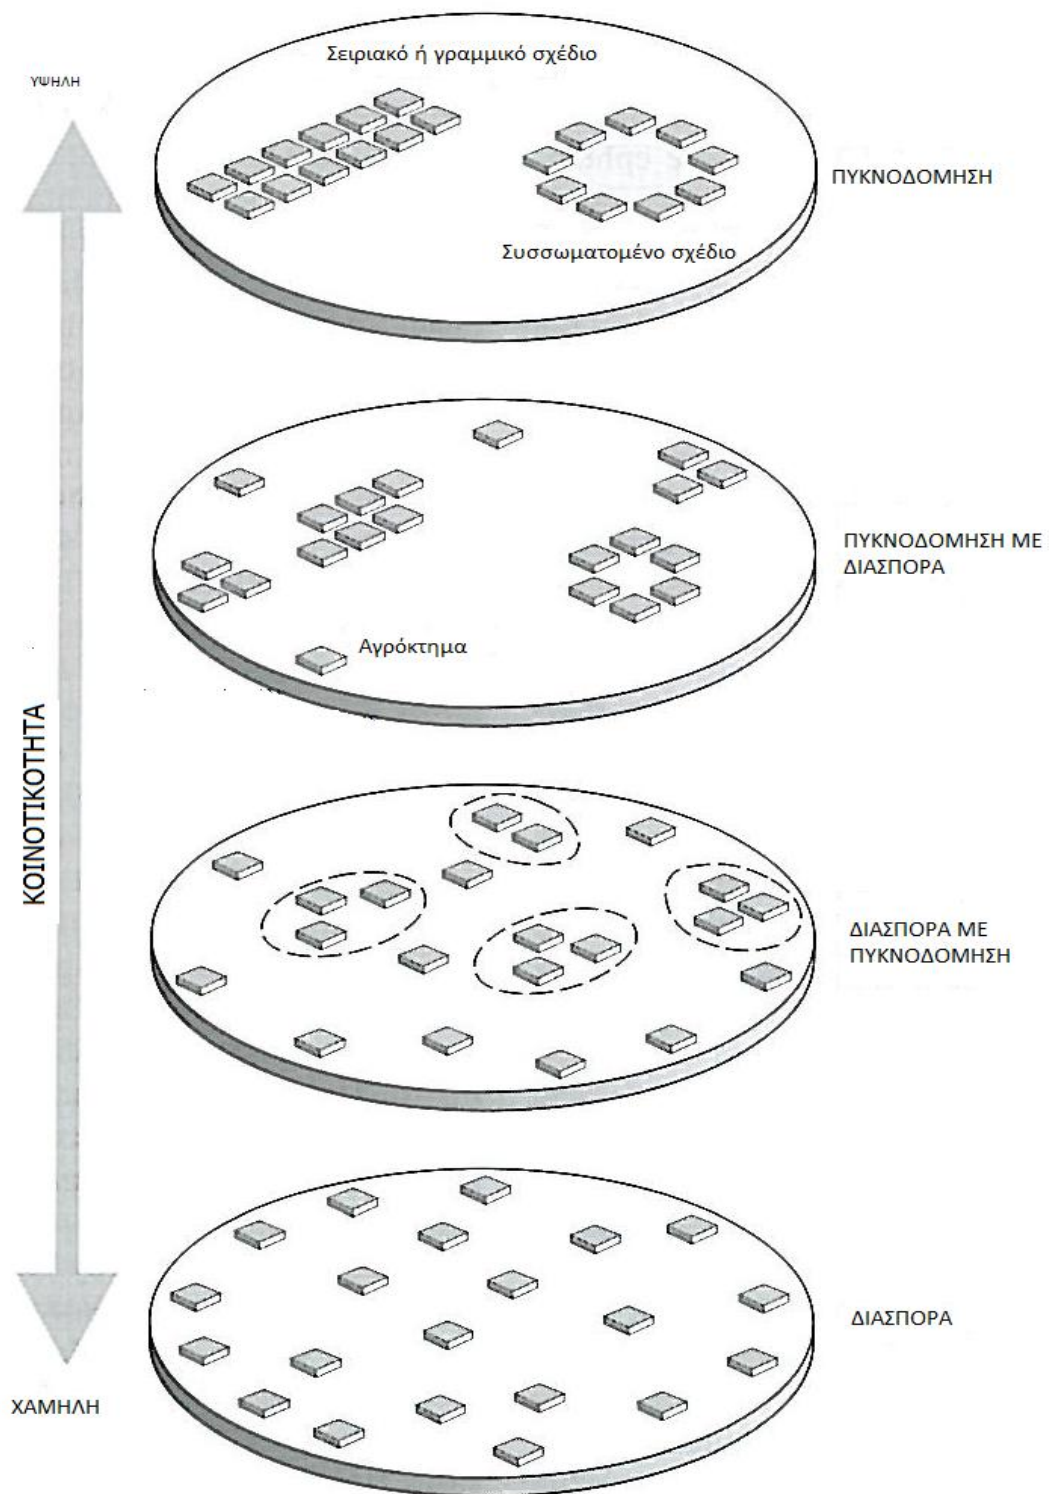 Σειριακό ή γραμμικό σχέδιο
ΥΨΗΛΗ
ΠΥΚΝΟΔΟΜΗΣΗ
Συσσωματομένο σχέδιο
ΠΥΚΝΟΔΟΜΗΣΗ ΜΕ
ΔΙΑΣΠΟΡΑ
Αγρόκτημα
ΚΟΙΝΟΤΙΚΟΤΗΤΑ
ΔΙΑΣΠΟΡΑ ΜΕ
ΠΥΚΝΟΔΟΜΗΣΗ
ΔΙΑΣΠΟΡΑ
ΧΑΜΗΛΗ